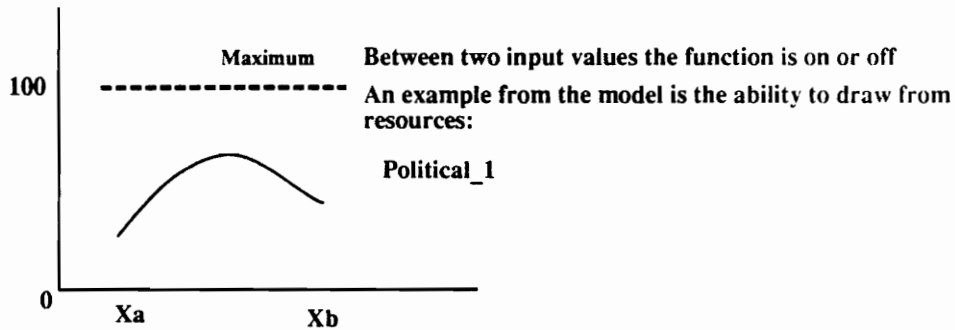 Maximum
Between two input values the function is on or off
100
An example from the model is the ability to draw from
resources:
Political_1
0
Xa
Xb